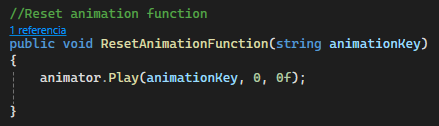 //Reset animation function
1 referencia
public void ResetAnimationFunction(string animationKey)
{
animator.Play(animationKey, 0, 0f);
}